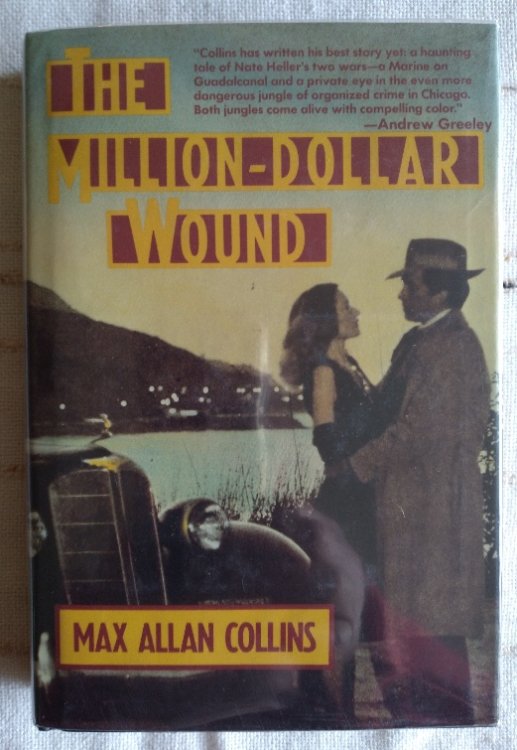 THE
"Collins has written his best story yet: a haunting
tale of Nate Heller's two wars—a Marine on
Guadalcanal and a private eye in the even more
dangerous jungle of organized crime in Chicago.
Both jungles come alive with compelling color."
—Andrew Greeley
MILLION-DOLLAR
WOUND
MAX ALLAN COLLINS